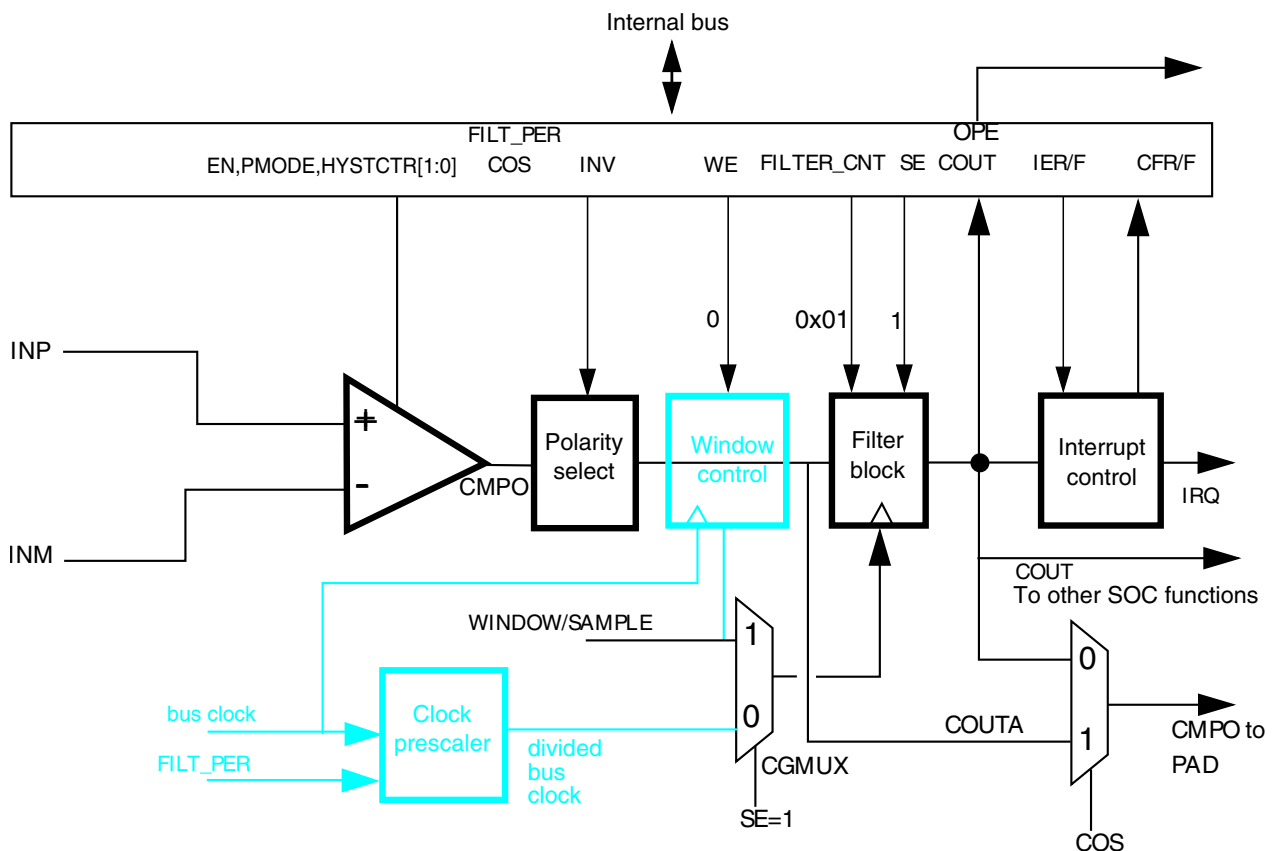 Internal bus
FILT_PER
OPE
EN,PMODE,HYSTCTR[1:0]
COS
INV
WE
FILTER_CNT
SE
COUT
IER/F
CFR/F
0
0x01
1
INP
+
-
INM
CMPO
Polarity
select
Window
control
Filter
block
Interrupt
control
IRQ
COUT
To other SOC functions
WINDOW/SAMPLE
1
0
CGMUX
SE=1
bus clock
FILT_PER
Clock
prescaler
divided
bus
clock
COUTA
0
1
CMPO to
PAD
COS